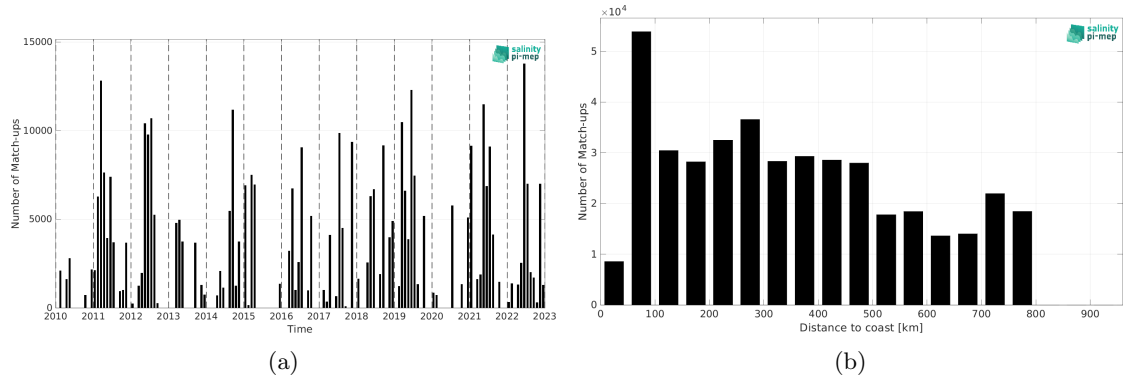 15000
10000
5000
0
Number of Match-ups
2010 2011 2012 2013 2014 2015 2016 2017 2018 2019 2020 2021 2022 2023
Time
salinity
pi-mep
(a)
×10⁴
5
4
3
2
1
0
Number of Match-ups
0 100 200 300 400 500 600 700 800 900
Distance to coast [km]
salinity
pi-mep
(b)